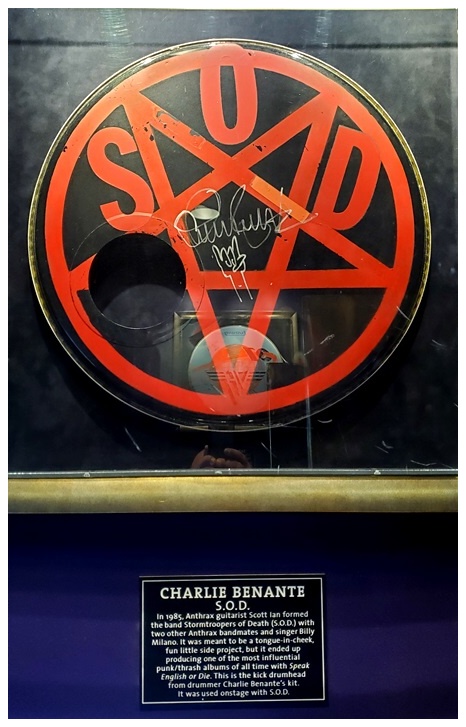 S O D
CHARLIE BENANTE
S.O.D.
In 1985, Anthrax guitarist Scott Ian formed
the band Stormtroopers of Death (S.O.D.) with
two other Anthrax bandmates and singer Billy
Milano. It was meant to be a tongue-in-cheek,
fun little side project, but it ended up
producing one of the most influential
punk/thrash albums of all time with Speak
English or Die. This is the kick drumhead
from drummer Charlie Benante's kit.
It was used onstage with S.O.D.